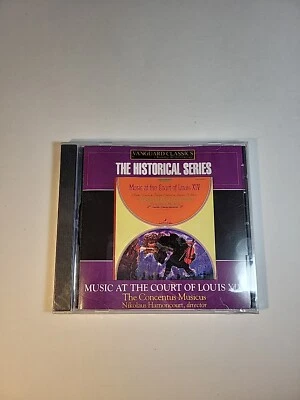 VANGUARD CLASSICS
THE HISTORICAL SERIES
Music at the Court of Louis XIV
MUSIC AT THE COURT OF LOUIS XIV
The Concentus Musicus
Nikolaus Harnoncourt, director